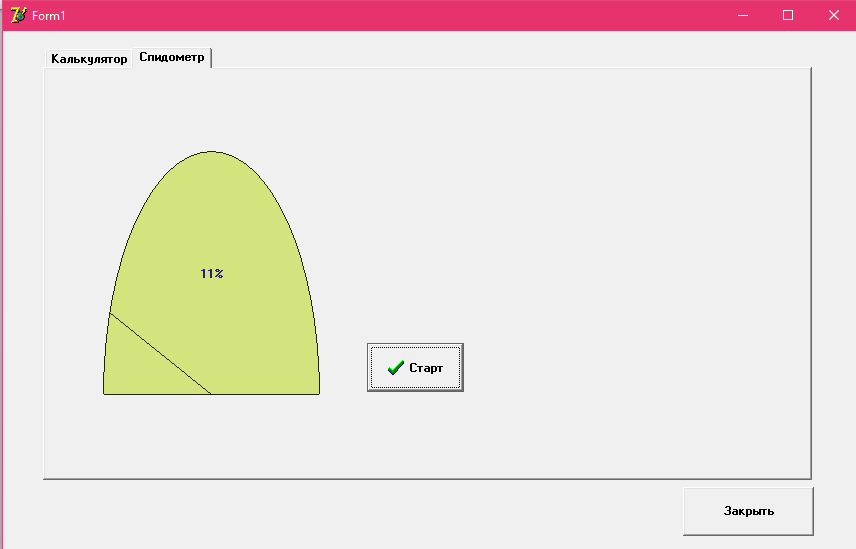 Form1
Калькулятор
Спидометр
11%
Старт
Закрыть